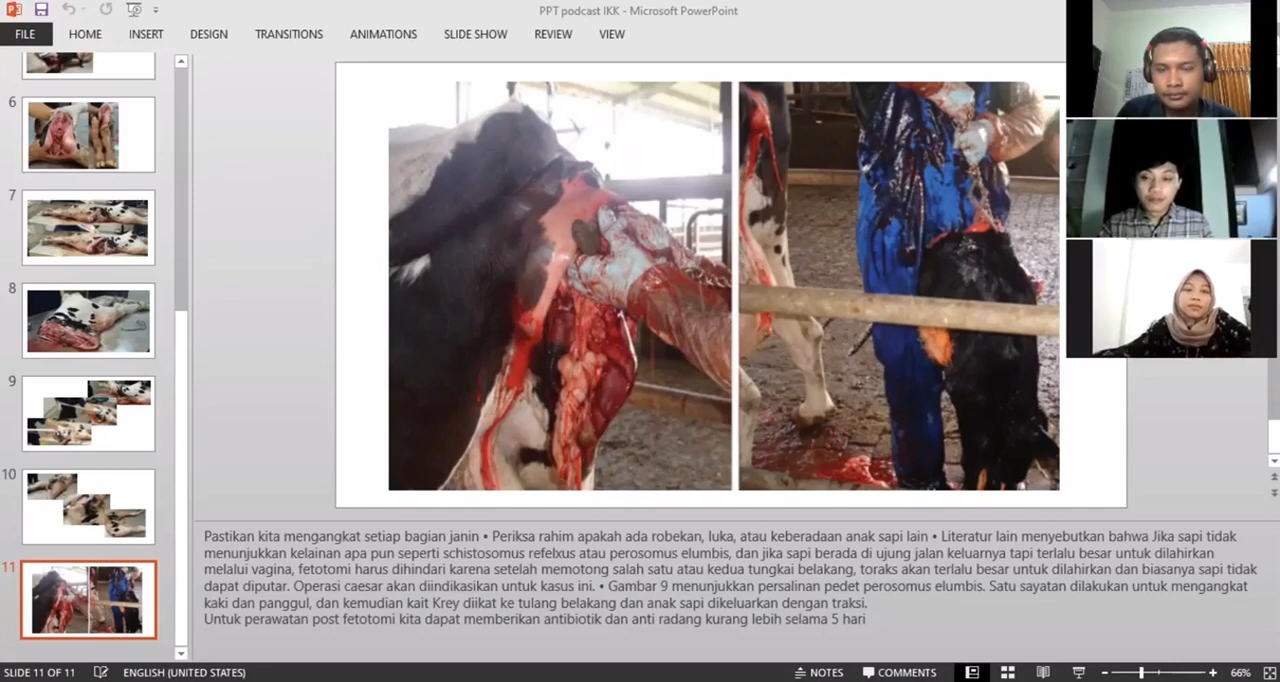 PPT podcast IKK - Microsoft PowerPoint
FILE HOME INSERT DESIGN TRANSITIONS ANIMATIONS SLIDE SHOW REVIEW VIEW
6
7
8
9
10
11
Pastikan kita mengangkat setiap bagian janin • Periksa rahim apakah ada robekan, luka, atau keberadaan anak sapi lain • Literatur lain menyebutkan bahwa Jika sapi tidak
menunjukkan kelainan apa pun seperti schistosomus refelxus atau perosomus elumbis, dan jika sapi berada di ujung jalan keluarnya tapi terlalu besar untuk dilahirkan
melalui vagina, fetotomi harus dihindari karena setelah memotong salah satu atau kedua tungkai belakang, toraks akan terlalu besar untuk dilahirkan dan biasanya sapi tidak
dapat diputar. Operasi caesar akan diindikasikan untuk kasus ini. • Gambar 9 menunjukkan persalinan pedet perosomus elumbis. Satu sayatan dilakukan untuk mengangkat
kaki dan panggul, dan kemudian kait Krey diikat ke tulang belakang dan anak sapi dikeluarkan dengan traksi.
Untuk perawatan post fetotomi kita dapat memberikan antibiotik dan anti radang kurang lebih selama 5 hari
SLIDE 11 OF 11 ENGLISH (UNITED STATES) NOTES COMMENTS 66%